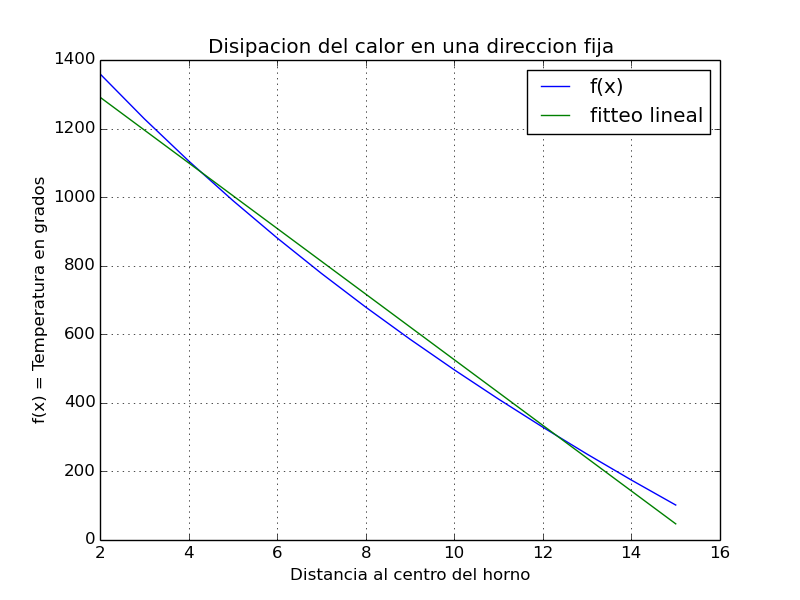 Disipacion del calor en una direccion fija
f(x)
fitteo lineal
f(x) = Temperatura en grados
1400
1200
1000
800
600
400
200
0
2 4 6 8 10 12 14 16
Distancia al centro del horno